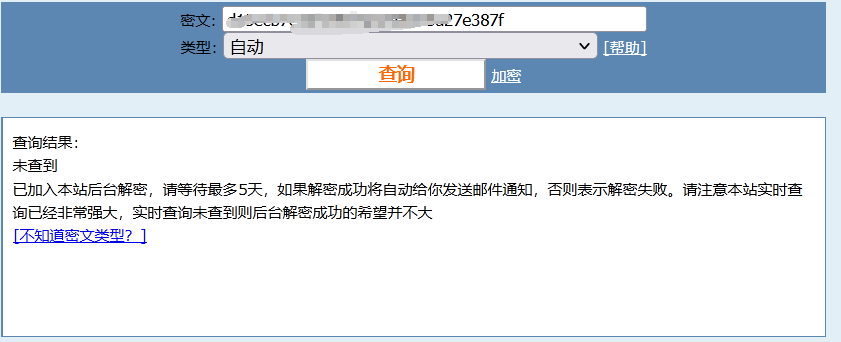 密文: a27e387f
类型: 自动 [帮助]
查询 加密
查询结果:
未查到
已加入本站后台解密，请等待最多5天，如果解密成功将自动给你发送邮件通知，否则表示解密失败。请注意本站实时查
询已经非常强大，实时查询未查到则后台解密成功的希望并不大
[不知道密文类型？]